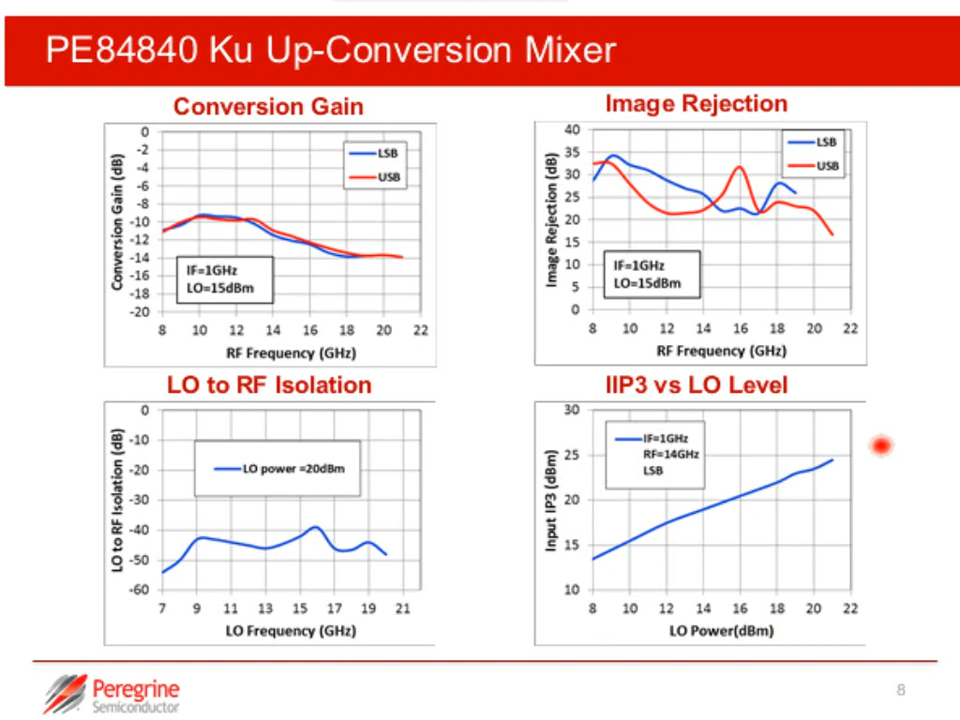 PE84840 Ku Up-Conversion Mixer
Conversion Gain
Conversion Gain (dB)
0
-2
-4
-6
-8
-10
-12
-14
-16
-18
-20
LSB
USB
IF=1GHz
LO=15dBm
8 10 12 14 16 18 20 22
RF Frequency (GHz)
Image Rejection
Image Rejection (dB)
40
35
30
25
20
15
10
5
0
LSB
USB
IF=1GHz
LO=15dBm
8 10 12 14 16 18 20 22
RF Frequency (GHz)
LO to RF Isolation
LO to RF Isolation (dB)
0
-10
-20
-30
-40
-50
-60
LO power =20dBm
7 9 11 13 15 17 19 21
LO Frequency (GHz)
IIP3 vs LO Level
Input IP3 (dBm)
30
25
20
15
10
IF=1GHz
RF=14GHz
LSB
8 10 12 14 16 18 20 22
LO Power(dBm)
Peregrine
Semiconductor
8